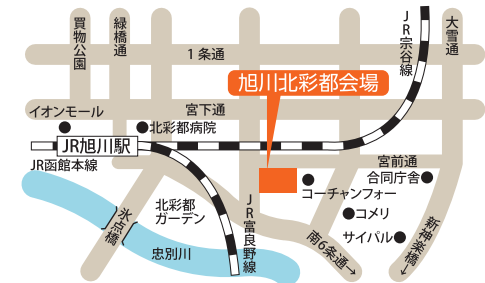 買物公園
緑橋通
JR宗谷線
大雪通
1条通
旭川北彩都会場
イオンモール
宮下通
北彩都病院
JR旭川駅
JR函館本線
宮前通
合同庁舎
コーチャンフォー
北彩都
ガーデン
JR富良野線
氷点橋
コメリ
サイパル
新神楽橋
忠別川
南6条通